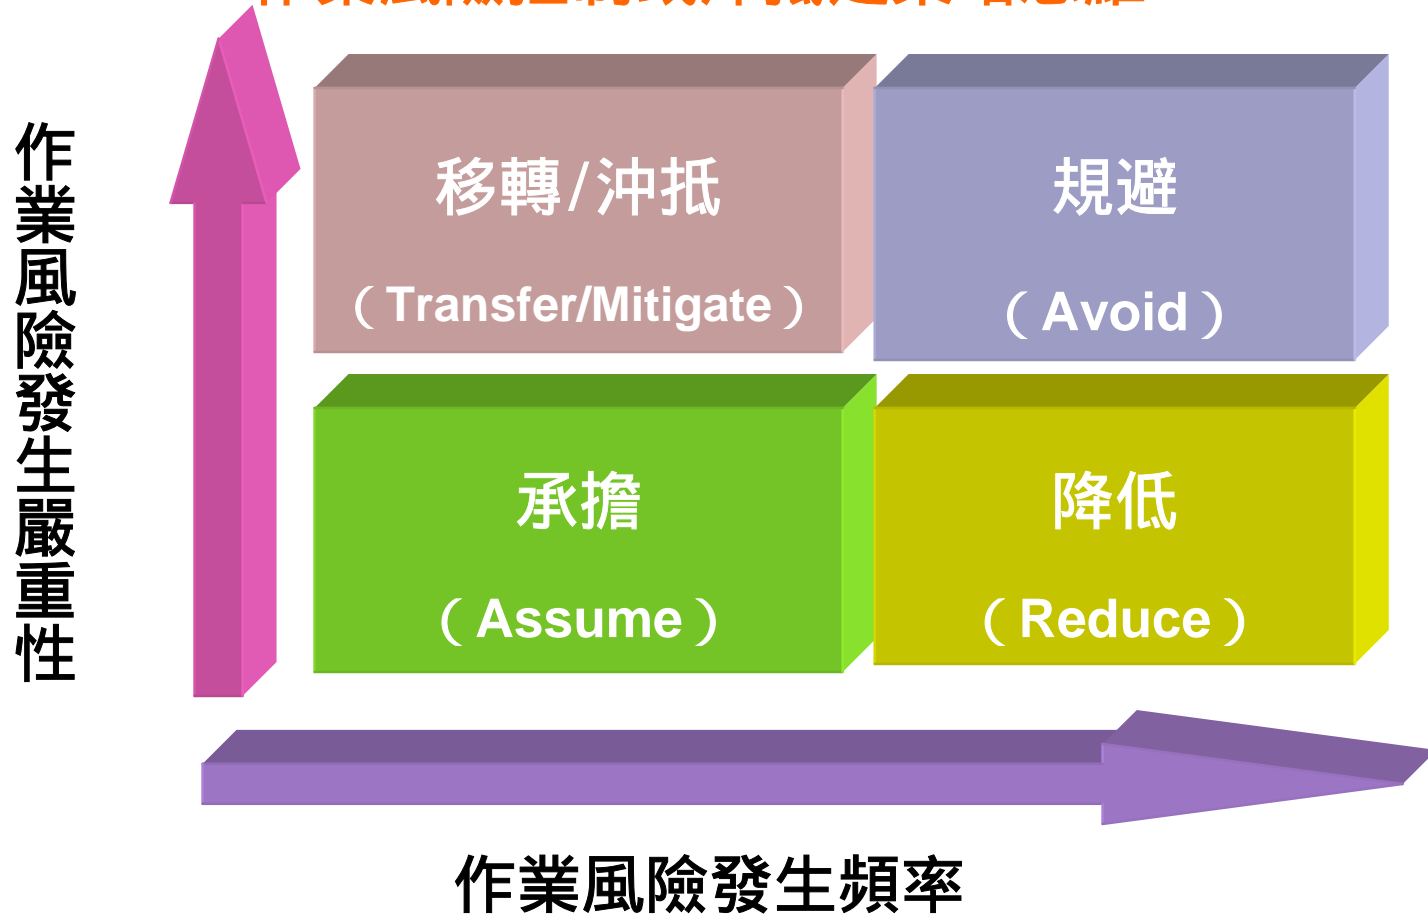 作業風險發生嚴重性
移轉/沖抵
（Transfer/Mitigate）
規避
（Avoid）
承擔
（Assume）
降低
（Reduce）
作業風險發生頻率